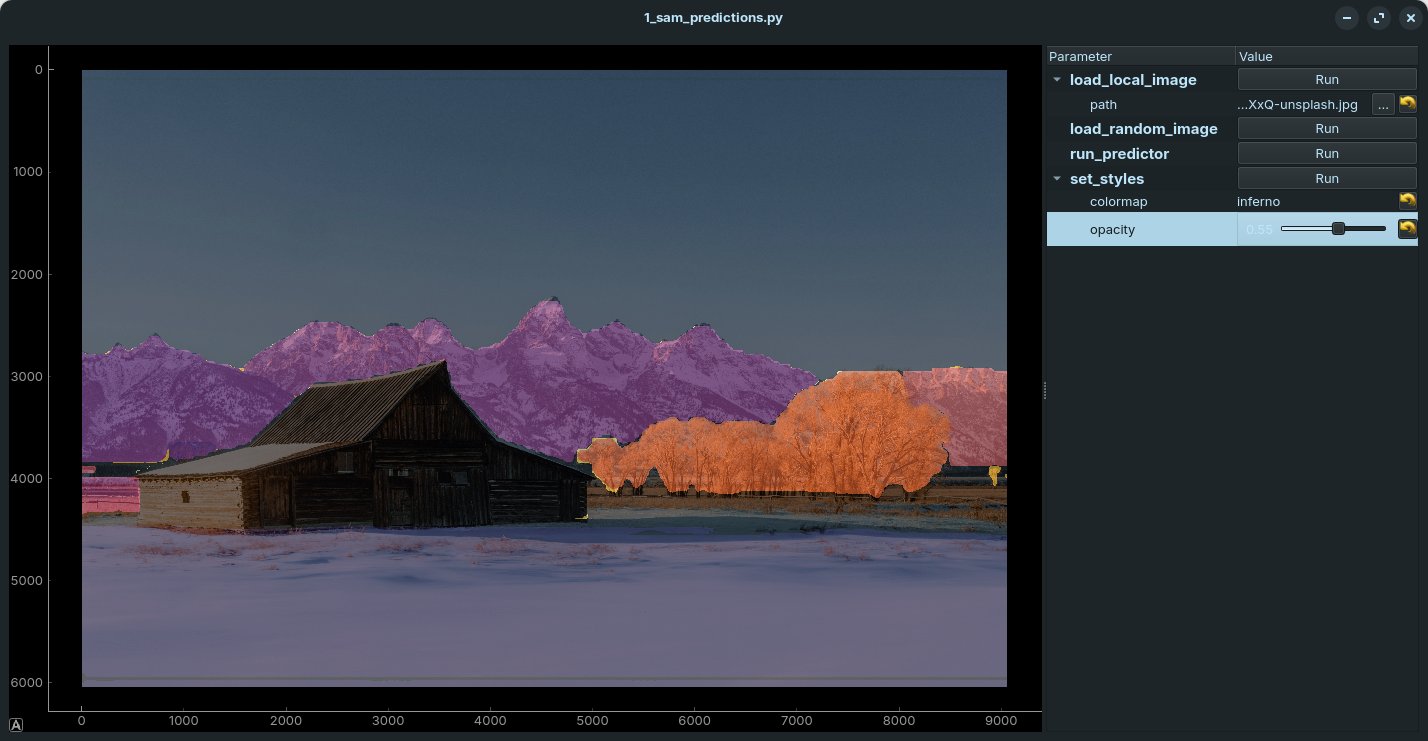 1_sam_predictions.py
Parameter Value
load_local_image Run
path ...XxQ-unsplash.jpg ...
load_random_image Run
run_predictor Run
set_styles Run
colormap inferno
opacity 0.55
0
1000
2000
3000
4000
5000
6000
A
0 1000 2000 3000 4000 5000 6000 7000 8000 9000